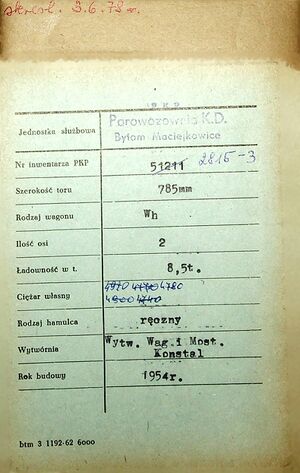 skreśl. 3.6.78r.
P K P
Jednostka służbowa Parowozownia K.D.
Bytom Maciejkowice
Nr inwentarza PKP 51211 2815-3
Szerokość toru 785mm
Rodzaj wagonu Wh
Ilość osi 2
Ładowność w t. 8,5t.
Ciężar własny 4780
Rodzaj hamulca ręczny
Wytwórnia Wytw. Wag.i Most.
Konstal
Rok budowy 1954r.
btm 3 1192-62 6000